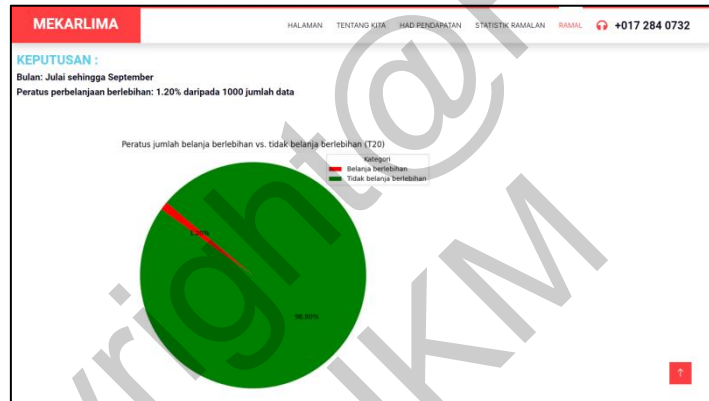 MEKARLIMA
HALAMAN TENTANG KITA HAD PENDAPATAN STATISTIK RAMALAN RAMAL +017 284 0732
KEPUTUSAN :
Bulan: Julai sehingga September
Peratus perbelanjaan berlebihan: 1.20% daripada 1000 jumlah data
Peratus jumlah belanja berlebihan vs. tidak belanja berlebihan (T20)
Kategori
Belanja berlebihan
Tidak belanja berlebihan
1.20%
98.80%